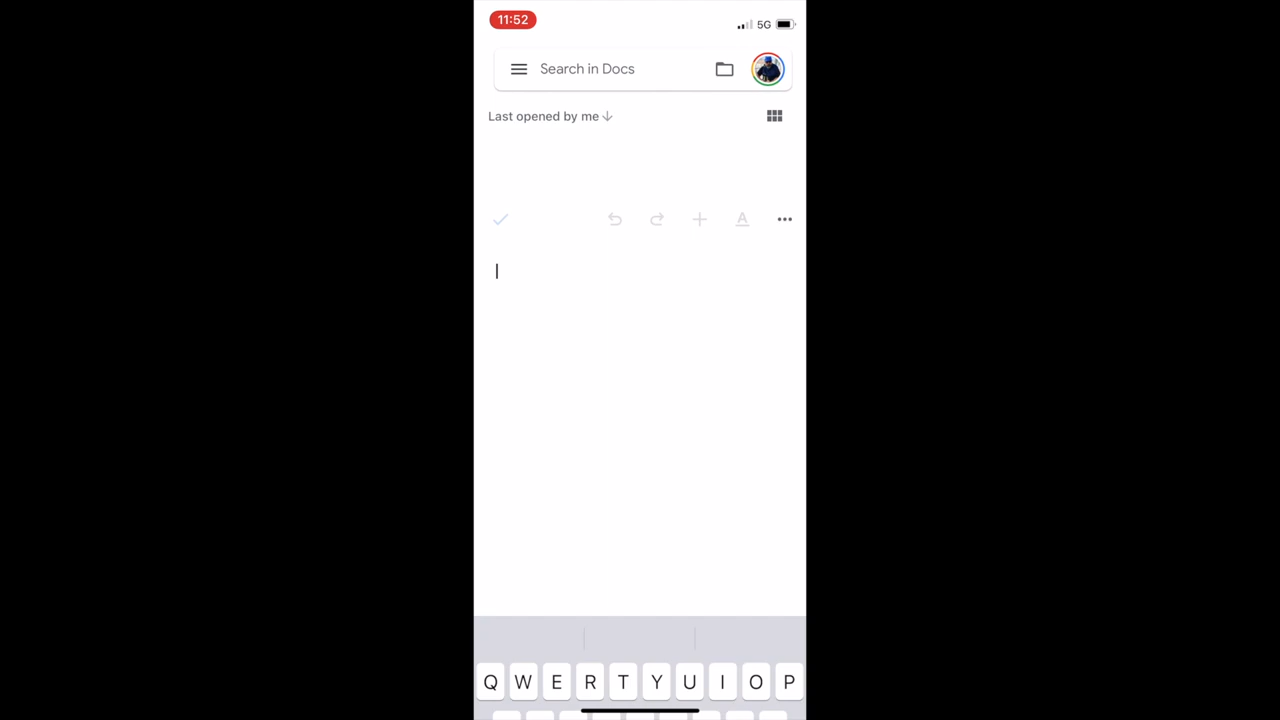 11:52
5G
Search in Docs
Last opened by me
A
Q W E R T Y U I O P